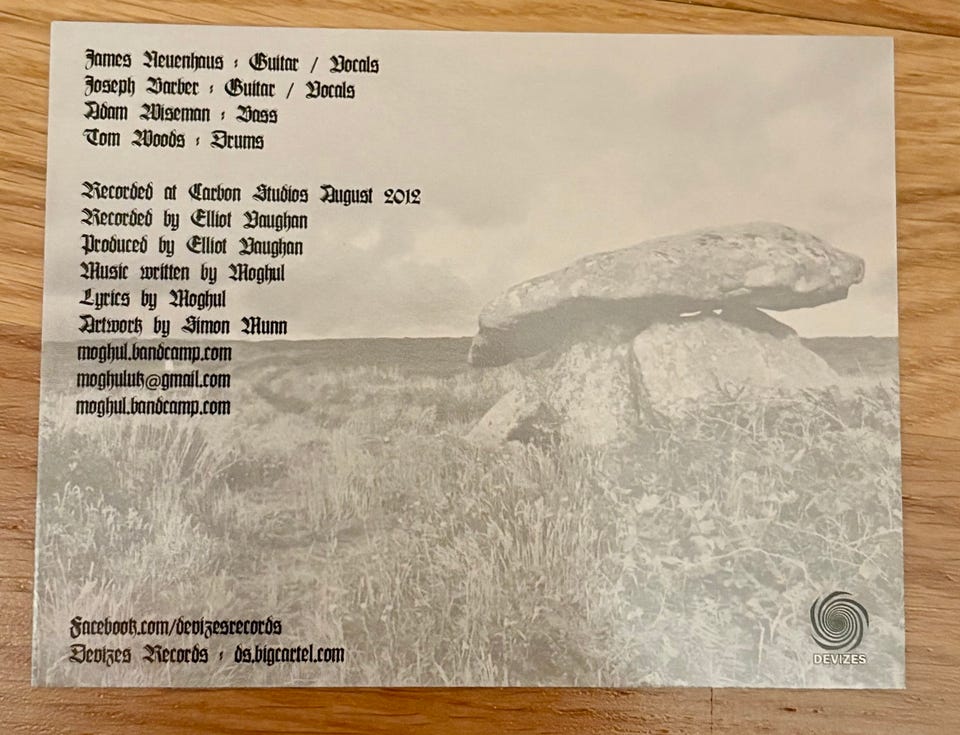 James Neuenhaus : Guitar / Vocals
Joseph Barber : Guitar / Vocals
Adam Wiseman : Bass
Tom Woods : Drums
Recorded at Carbon Studios August 2012
Recorded by Elliot Vaughan
Produced by Elliot Vaughan
Music written by Moghul
Lyrics by Moghul
Artwork by Simon Munn
moghul.bandcamp.com
moghuluk@gmail.com
moghul.bandcamp.com
Facebook.com/devizesrecords
Devizes Records : ds.bigcartel.com
DEVIZES